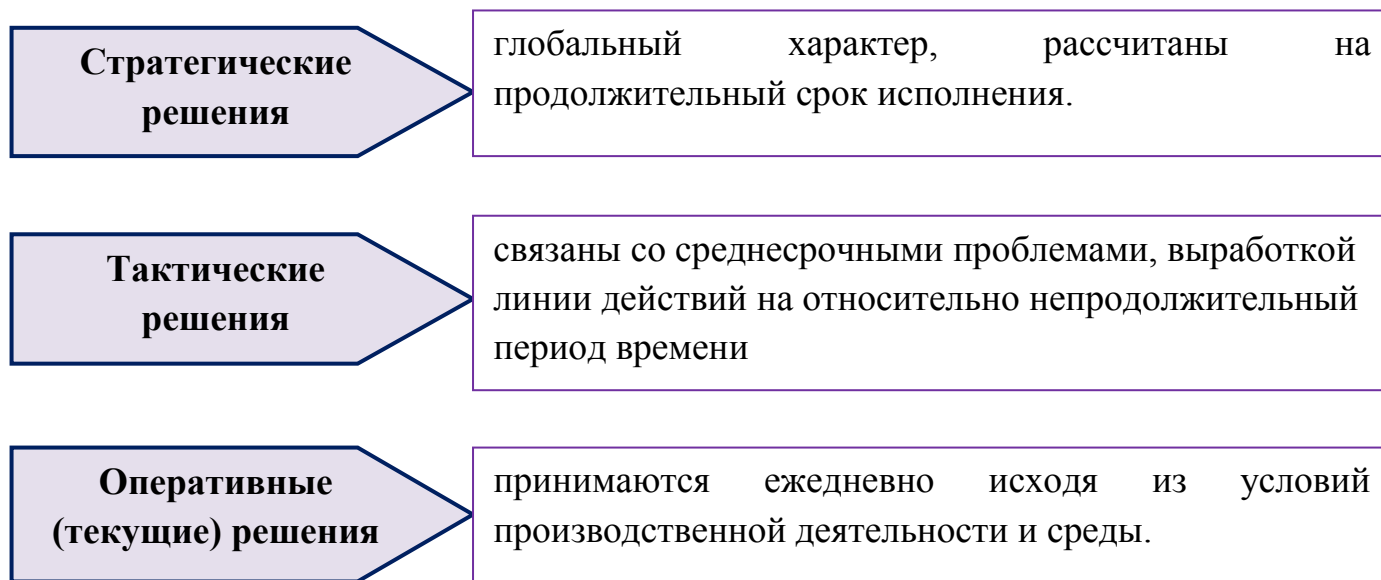 Стратегические
решения
глобальный характер, рассчитаны на
продолжительный срок исполнения.
Тактические
решения
связаны со среднесрочными проблемами, выработкой
линии действий на относительно непродолжительный
период времени
Оперативные
(текущие) решения
принимаются ежедневно исходя из условий
производственной деятельности и среды.